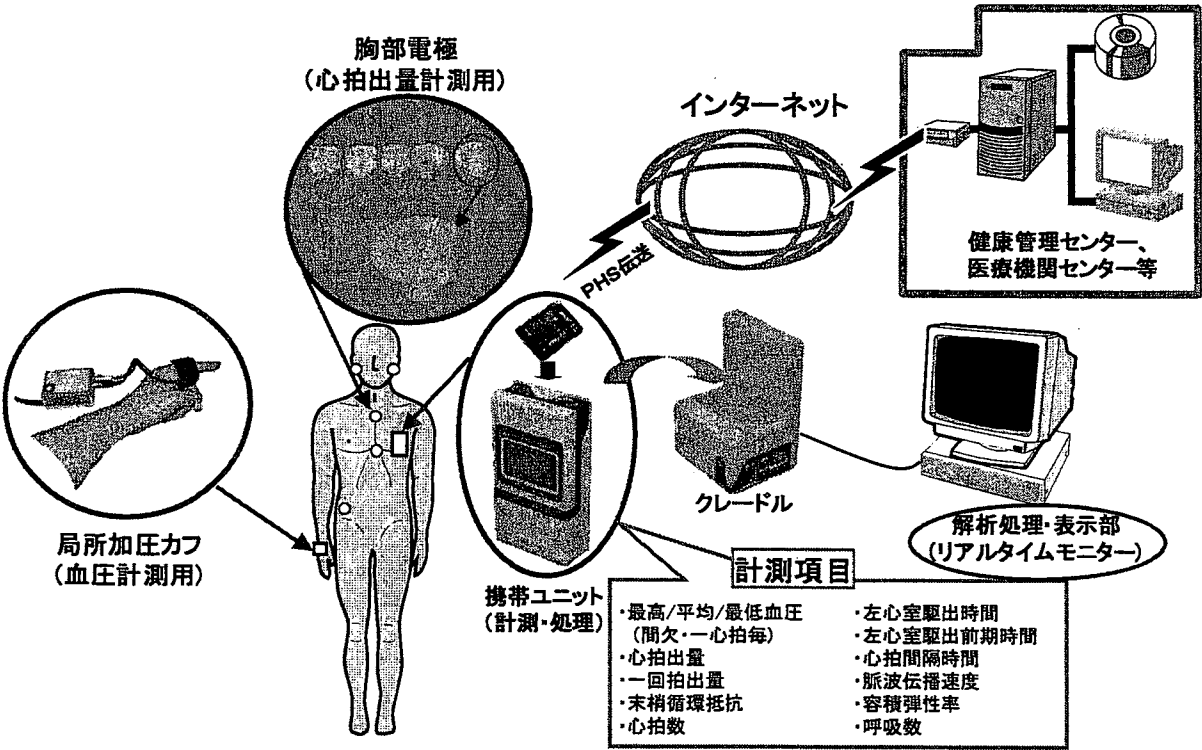 胸部電極
(心拍出量計測用)
インターネット
健康管理センター、
医療機関センター等
PHS伝送
局所加圧カフ
(血圧計測用)
クレードル
解析処理・表示部
(リアルタイムモニター)
携帯ユニット
(計測・処理)
計測項目
・最高/平均/最低血圧
(間欠・一心拍毎)
・心拍出量
・一回拍出量
・末梢循環抵抗
・心拍数
・左心室駆出時間
・左心室駆出前期時間
・心拍間隔時間
・脈波伝播速度
・容積弾性率
・呼吸数